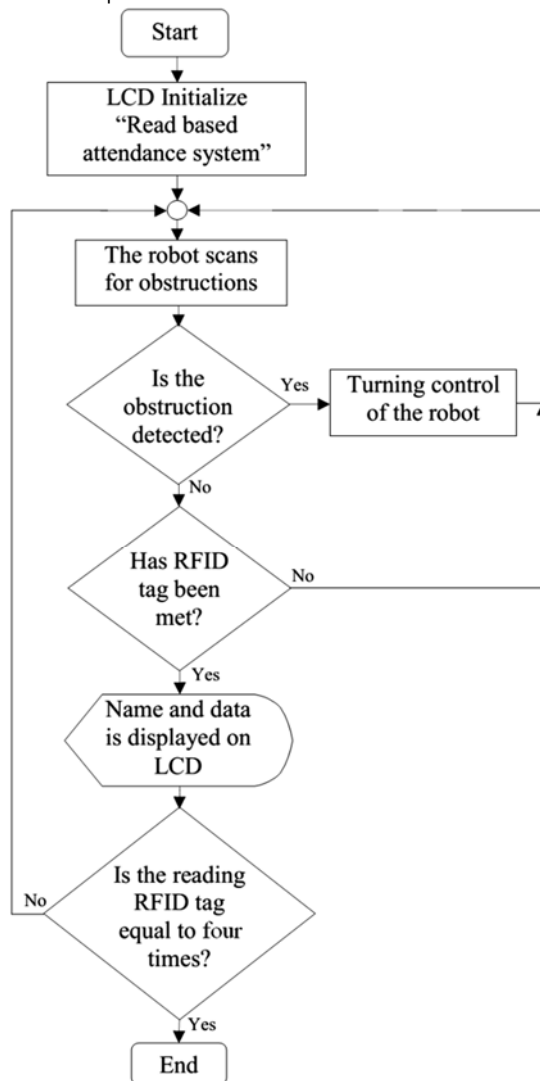 Start
LCD Initialize
“Read based
attendance system”
The robot scans
for obstructions
Is the
obstruction
detected?
Yes
Turning control
of the robot
No
Has RFID
tag been
met?
No
Yes
Name and data
is displayed on
LCD
Is the reading
RFID tag
equal to four
times?
No
Yes
End